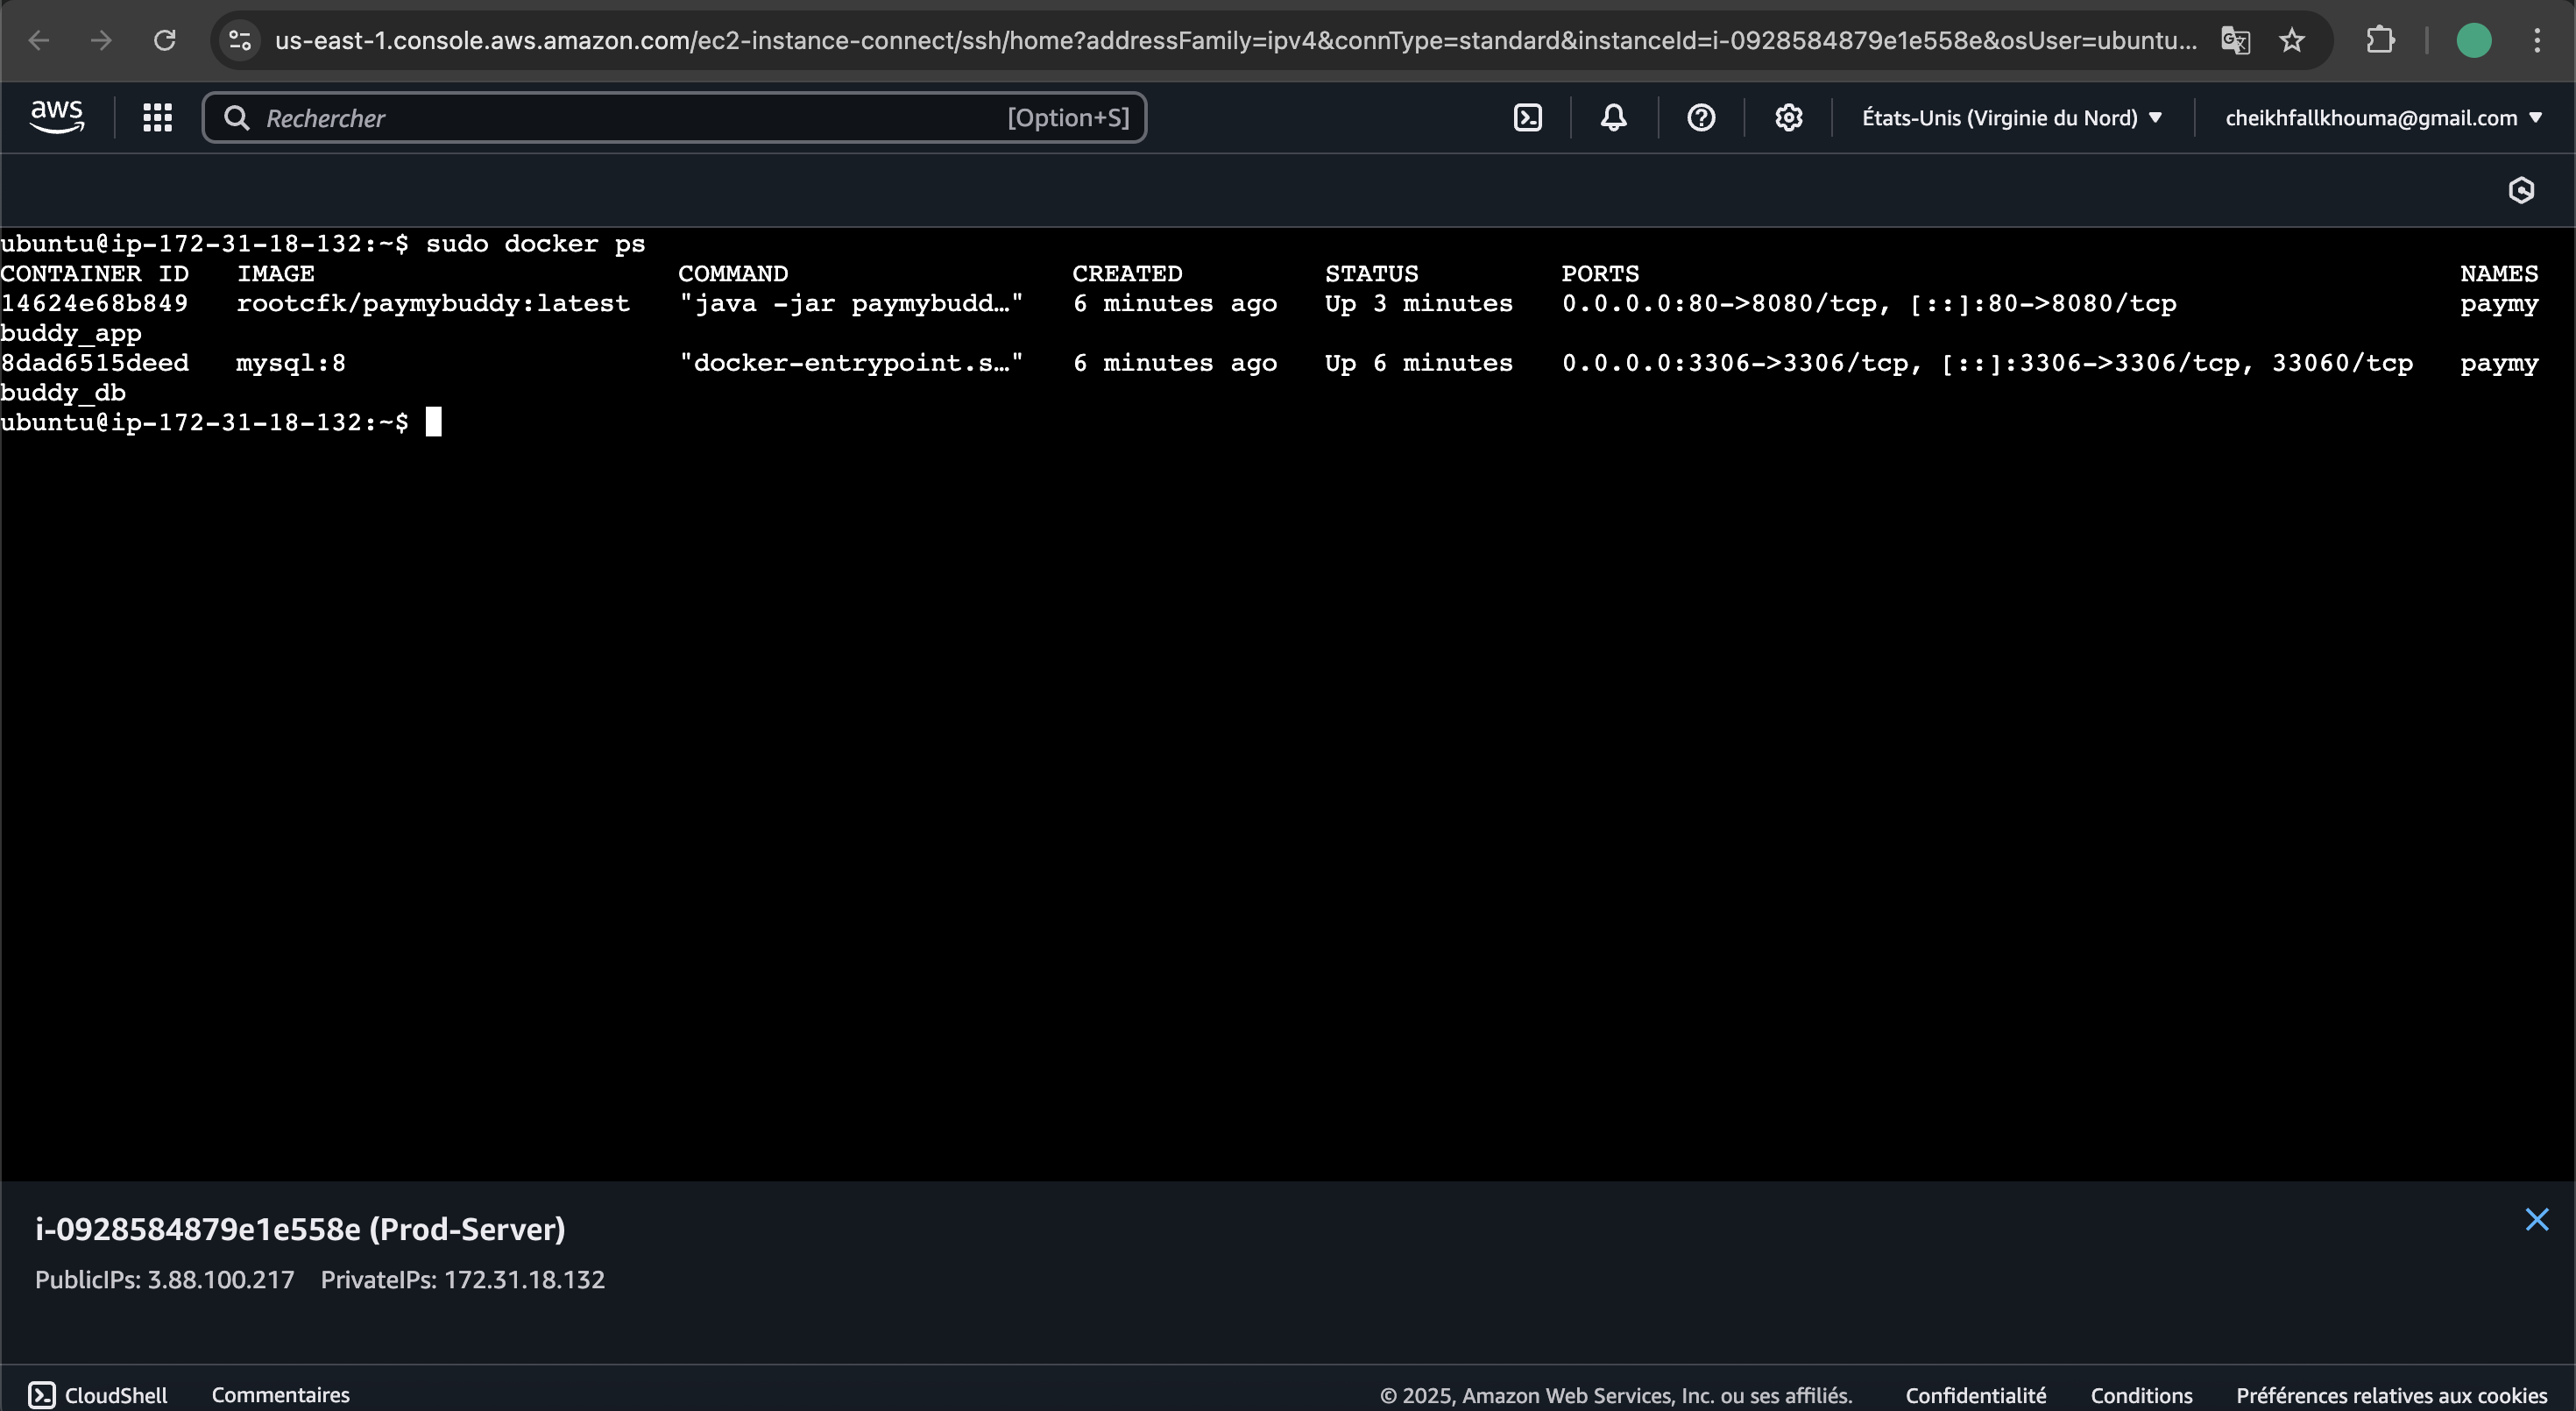 us-east-1.console.aws.amazon.com/ec2-instance-connect/ssh/home?addressFamily=ipv4&connType=standard&instanceId=i-0928584879e1e558e&osUser=ubuntu...
aws Rechercher [Option+S] États-Unis (Virginie du Nord) cheikhfallkhouma@gmail.com
ubuntu@ip-172-31-18-132:~$ sudo docker ps
CONTAINER ID IMAGE COMMAND CREATED STATUS PORTS NAMES
14624e68b849 rootcfk/paymybuddy:latest "java -jar paymybudd…" 6 minutes ago Up 3 minutes 0.0.0.0:80->8080/tcp, [::]:80->8080/tcp paymy
buddy_app
8dad6515deed mysql:8 "docker-entrypoint.s…" 6 minutes ago Up 6 minutes 0.0.0.0:3306->3306/tcp, [::]:3306->3306/tcp, 33060/tcp paymy
buddy_db
ubuntu@ip-172-31-18-132:~$
i-0928584879e1e558e (Prod-Server)
PublicIPs: 3.88.100.217 PrivateIPs: 172.31.18.132
CloudShell Commentaires © 2025, Amazon Web Services, Inc. ou ses affiliés. Confidentialité Conditions Préférences relatives aux cookies